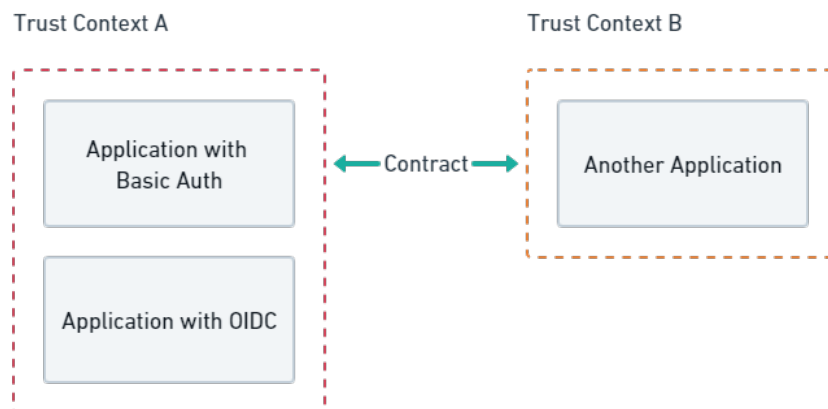 Trust Context A
Trust Context B
Application with
Basic Auth
Contract
Another Application
Application with OIDC